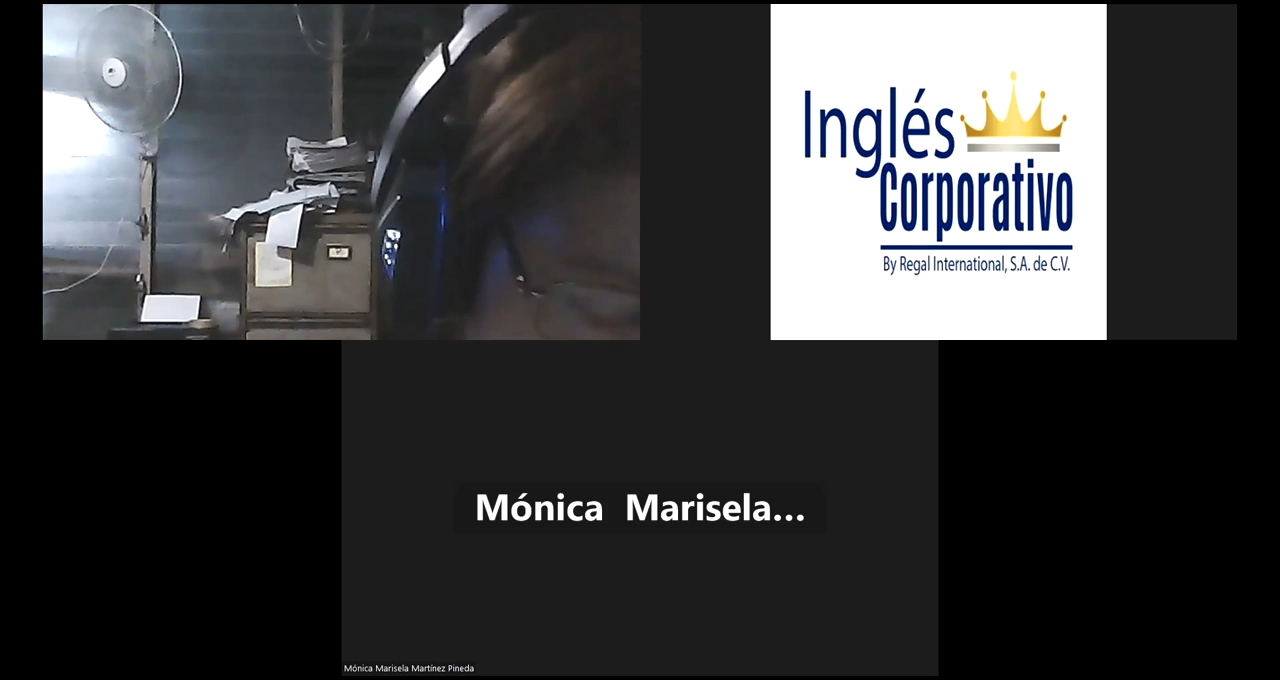 Inglés
Corporativo
By Regal International, S.A. de C.V.
Mónica Marisela...
Mónica Marisela Martínez Pineda